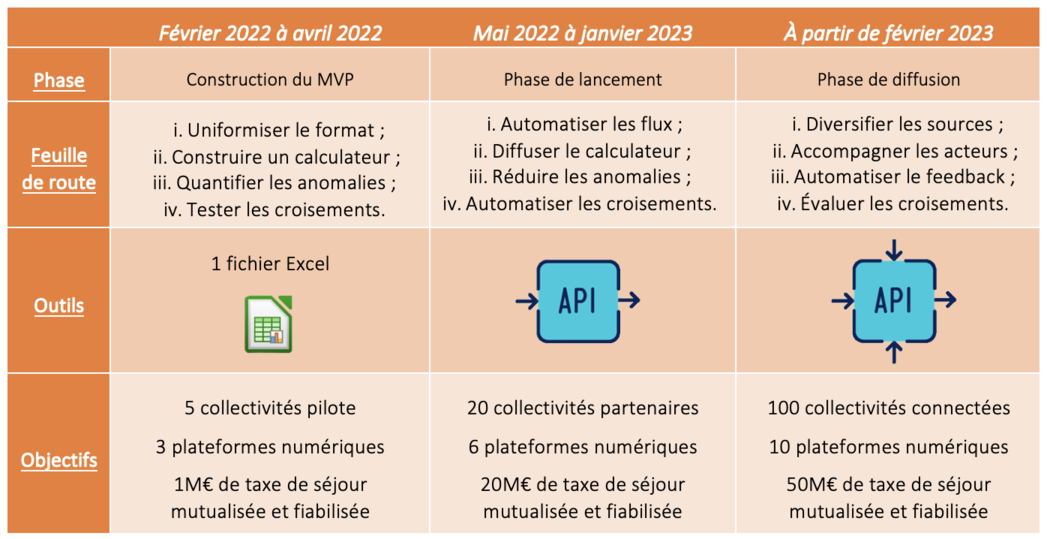 Février 2022 à avril 2022
Mai 2022 à janvier 2023
À partir de février 2023
Phase
Construction du MVP
Phase de lancement
Phase de diffusion
Feuille
de route
i. Uniformiser le format ;
ii. Construire un calculateur ;
iii. Quantifier les anomalies ;
iv. Tester les croisements.
i. Automatiser les flux ;
ii. Diffuser le calculateur ;
iii. Réduire les anomalies ;
iv. Automatiser les croisements.
i. Diversifier les sources ;
ii. Accompagner les acteurs ;
iii. Automatiser le feedback ;
iv. Évaluer les croisements.
Outils
1 fichier Excel
API
API
Objectifs
5 collectivités pilote
3 plateformes numériques
1M€ de taxe de séjour
mutualisée et fiabilisée
20 collectivités partenaires
6 plateformes numériques
20M€ de taxe de séjour
mutualisée et fiabilisée
100 collectivités connectées
10 plateformes numériques
50M€ de taxe de séjour
mutualisée et fiabilisée